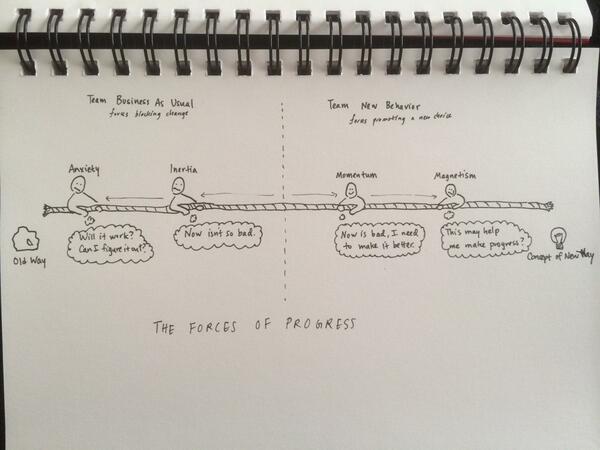 Team Business As Usual
forces blocking change
Team New Behavior
forces promoting a new choice
Anxiety
Inertia
Momentum
Magnetism
Will it work?
Can I figure it out?
Now isnt so bad.
Now is bad, I need
to make it better.
This may help
me make progress?
Old Way
Concept of New Way
THE FORCES OF PROGRESS